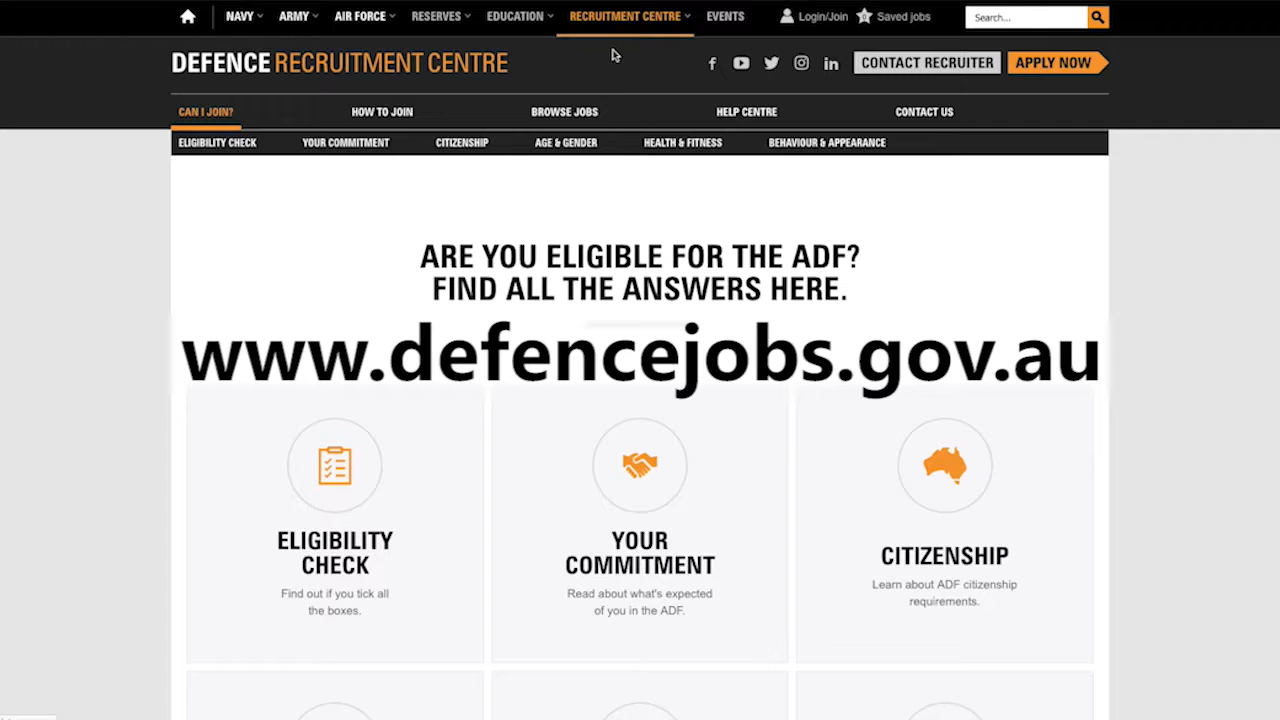 NAVY ARMY AIR FORCE RESERVES EDUCATION RECRUITMENT CENTRE EVENTS Login/Join 0 Saved jobs Search...
DEFENCE RECRUITMENT CENTRE
CONTACT RECRUITER APPLY NOW
CAN I JOIN? HOW TO JOIN BROWSE JOBS HELP CENTRE CONTACT US
ELIGIBILITY CHECK YOUR COMMITMENT CITIZENSHIP AGE & GENDER HEALTH & FITNESS BEHAVIOUR & APPEARANCE
ARE YOU ELIGIBLE FOR THE ADF?
FIND ALL THE ANSWERS HERE.
www.defencejobs.gov.au
ELIGIBILITY
CHECK
Find out if you tick all
the boxes.
YOUR
COMMITMENT
Read about what's expected
of you in the ADF.
CITIZENSHIP
Learn about ADF citizenship
requirements.